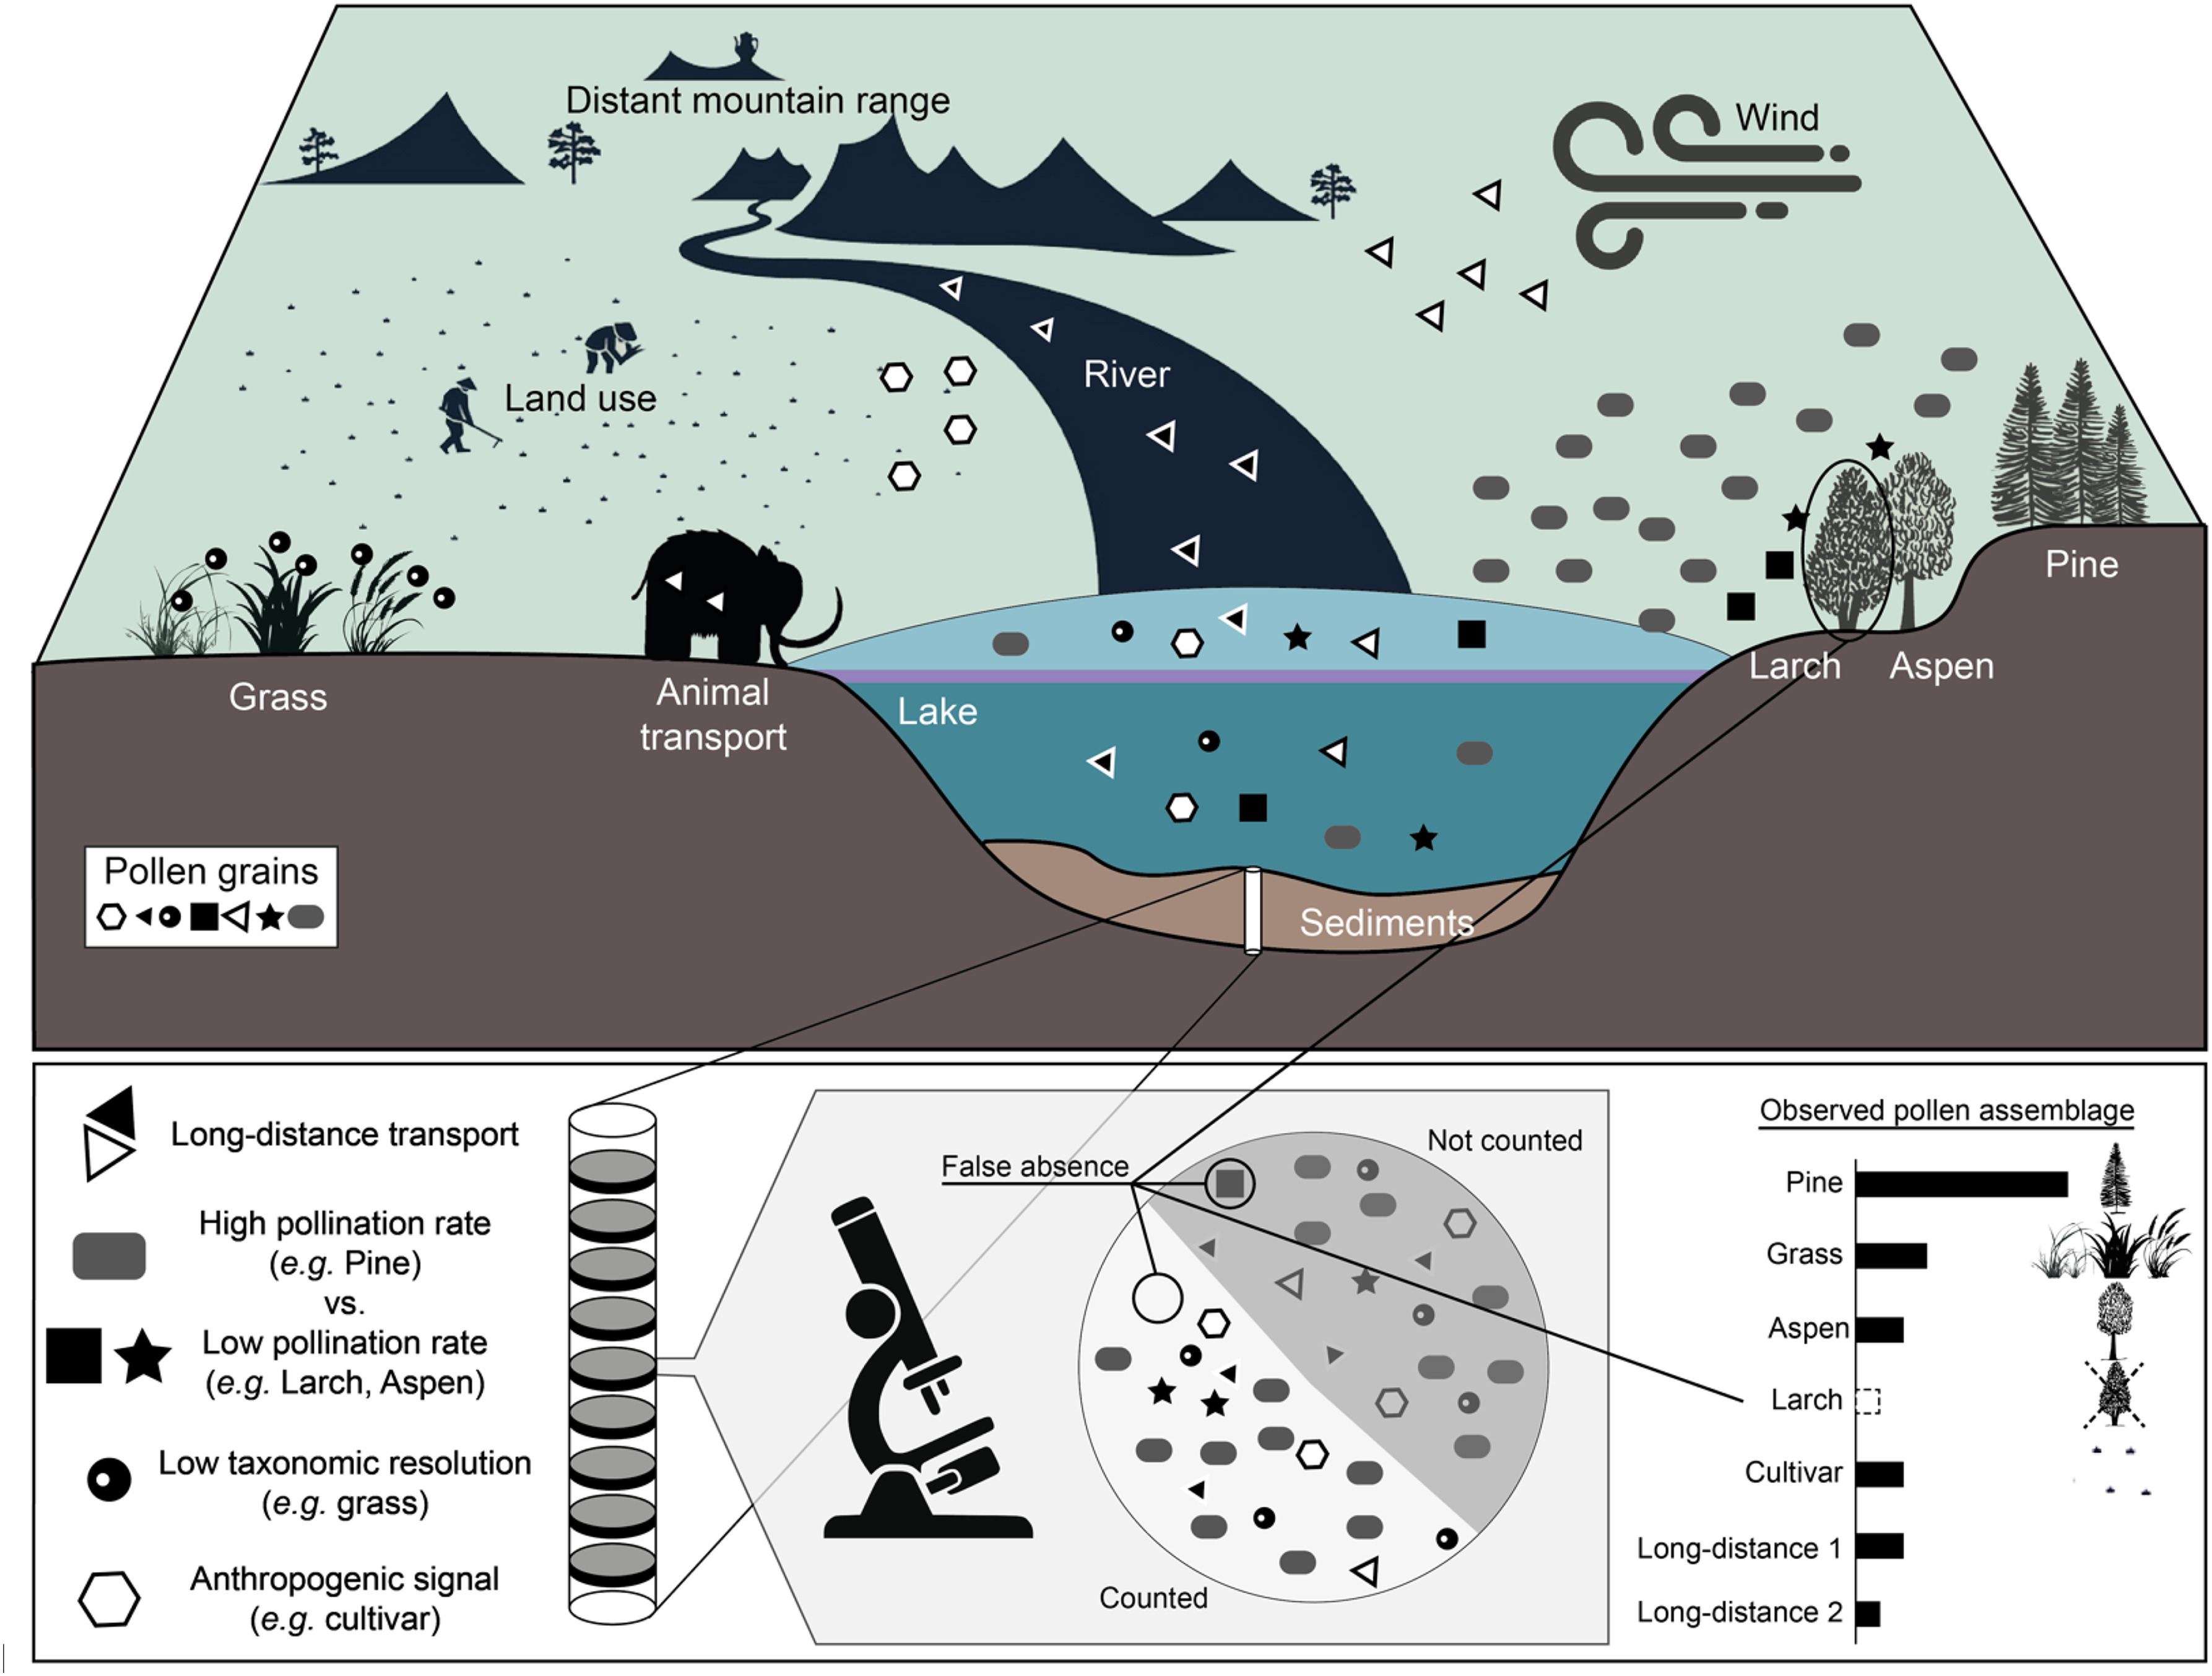 Distant mountain range
Wind
River
Land use
Pine
Larch
Aspen
Grass
Animal
transport
Lake
Pollen grains
Sediments
Long-distance transport
High pollination rate
(e.g. Pine)
vs.
Low pollination rate
(e.g. Larch, Aspen)
Low taxonomic resolution
(e.g. grass)
Anthropogenic signal
(e.g. cultivar)
False absence
Not counted
Counted
Observed pollen assemblage
Pine
Grass
Aspen
Larch
Cultivar
Long-distance 1
Long-distance 2